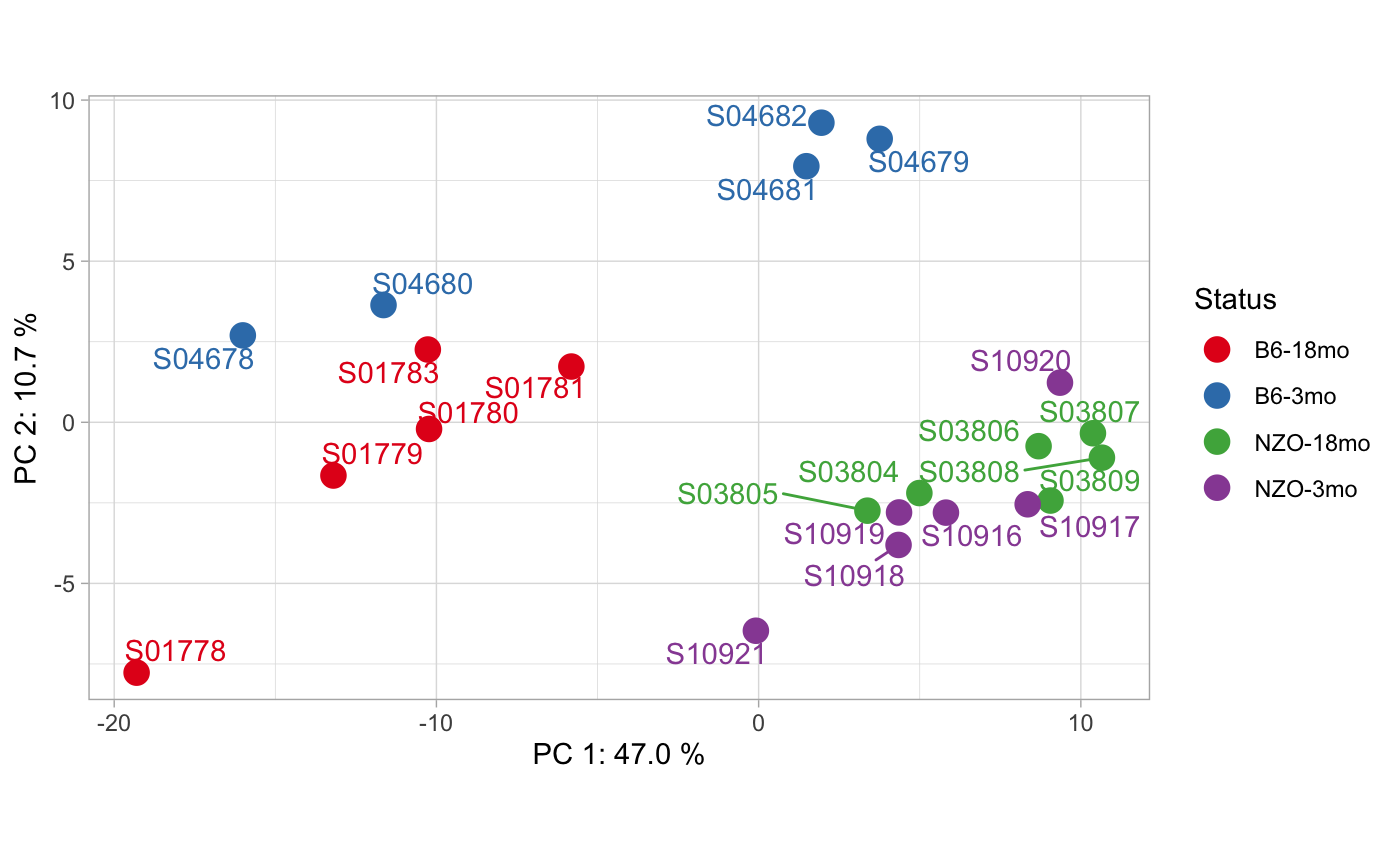 10
5
0
-5
PC 2: 10.7 %
S04682
S04679
S04681
S04680
S04678
S01783
S01781
S01780
S01779
S01778
S10920
S03807
S03806
S03808
S03804
S03809
S03805
S10919
S10916
S10917
S10918
S10921
-20
-10
0
10
PC 1: 47.0 %
Status
B6-18mo
B6-3mo
NZO-18mo
NZO-3mo